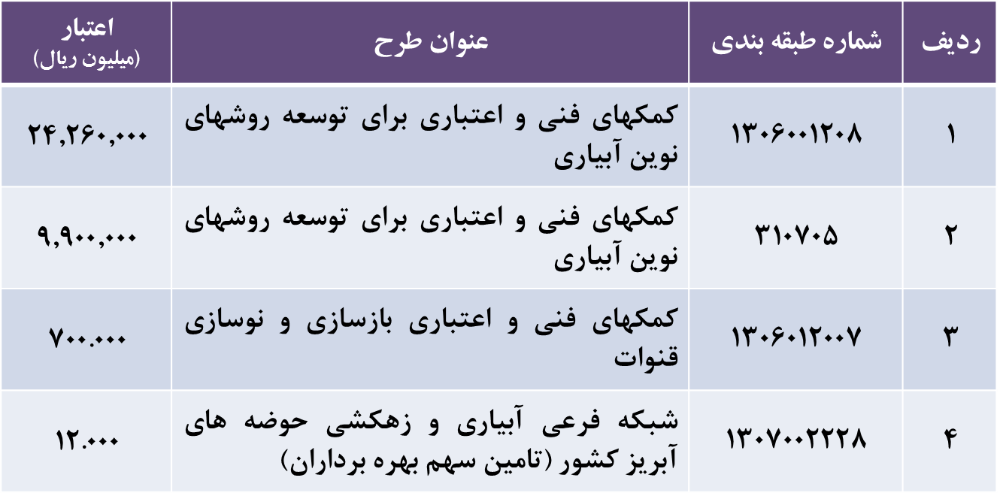 ردیف
شماره طبقه بندی
عنوان طرح
اعتبار
(میلیون ریال)
۱
۱۳۰۶۰۰۱۲۰۸
کمکهای فنی و اعتباری برای توسعه روشهای
نوین آبیاری
۲۴,۲۶۰,۰۰۰
۲
۳۱۰۷۰۵
کمکهای فنی و اعتباری برای توسعه روشهای
نوین آبیاری
۹,۹۰۰,۰۰۰
۳
۱۳۰۶۰۱۲۰۰۷
کمکهای فنی و اعتباری بازسازی و نوسازی
قنوات
۷۰۰.۰۰۰
۴
۱۳۰۷۰۰۲۲۲۸
شبکه فرعی آبیاری و زهکشی حوضه های
آبریز کشور (تامین سهم بهره برداران)
۱۲.۰۰۰